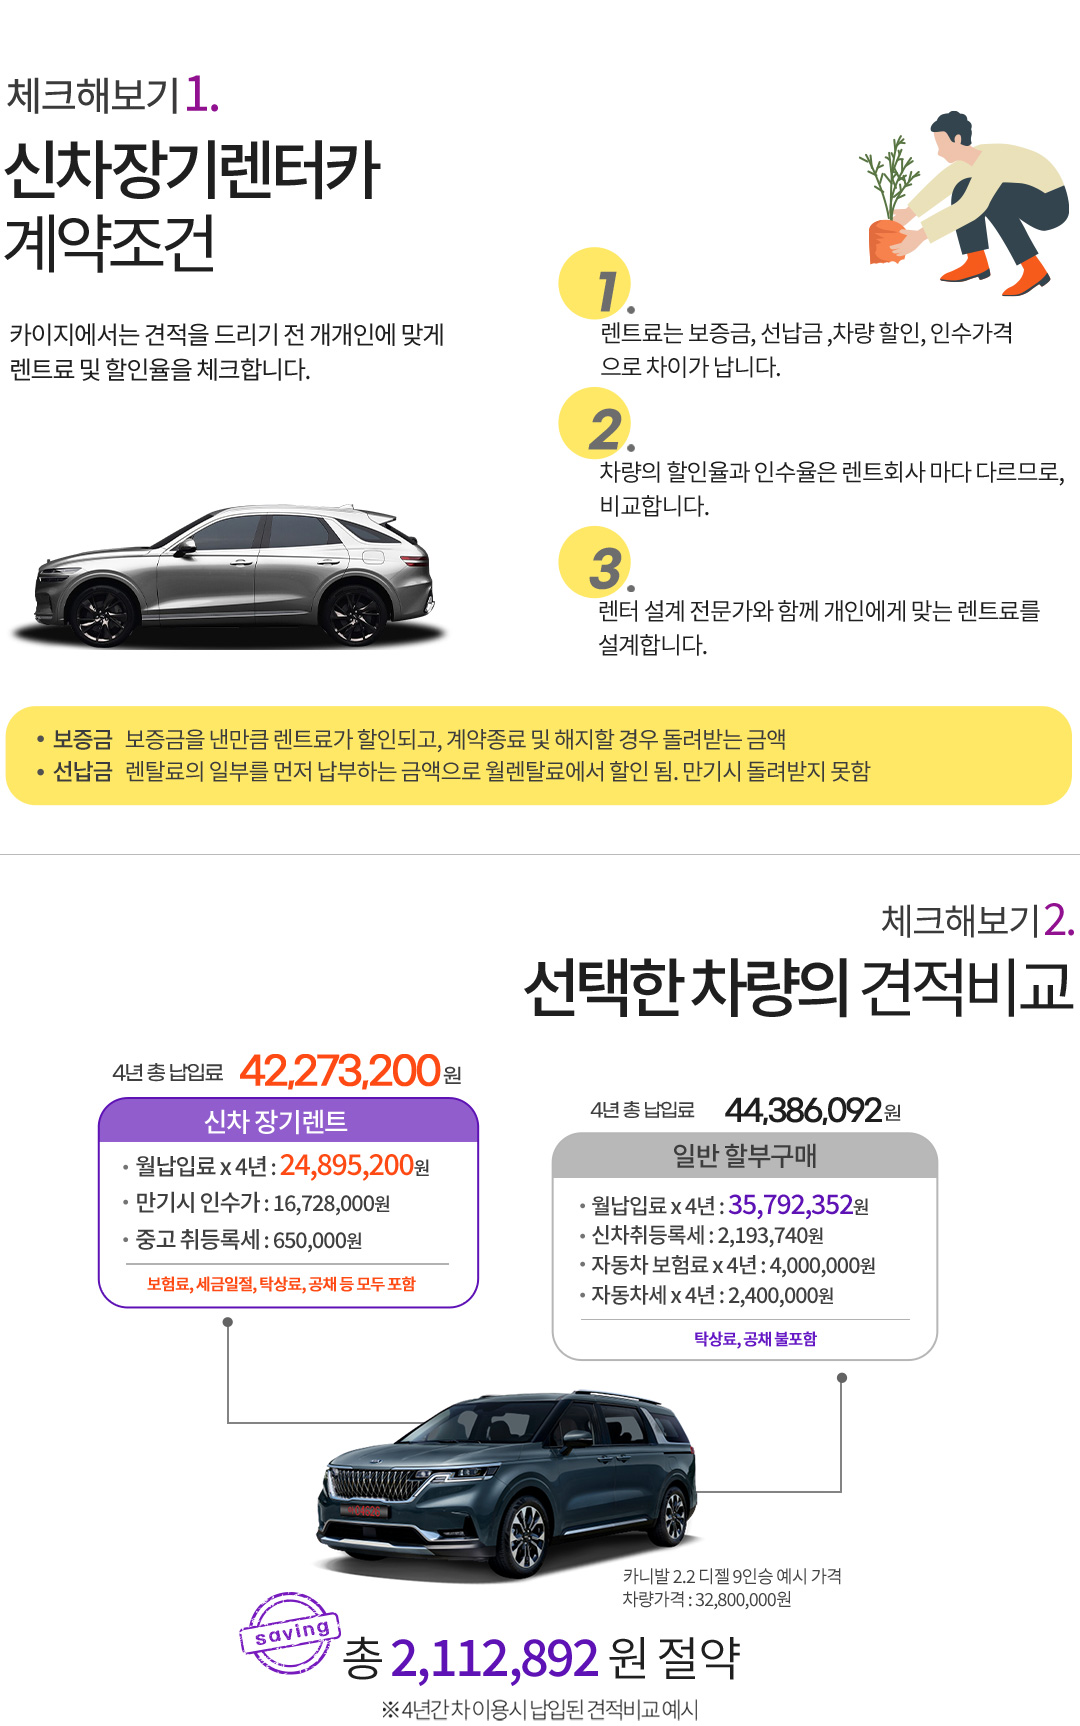 체크해보기 1.
신차장기렌터카
계약조건
카이지에서는 견적을 드리기 전 개개인에 맞게
렌트료 및 할인율을 체크합니다.
1.
렌트료는 보증금, 선납금 ,차량 할인, 인수가격
으로 차이가 납니다.
2.
차량의 할인율과 인수율은 렌트회사 마다 다르므로,
비교합니다.
3.
렌터 설계 전문가와 함께 개인에게 맞는 렌트료를
설계합니다.
• 보증금 보증금을 낸만큼 렌트료가 할인되고, 계약종료 및 해지할 경우 돌려받는 금액
• 선납금 렌탈료의 일부를 먼저 납부하는 금액으로 월렌탈료에서 할인 됨. 만기시 돌려받지 못함
체크해보기 2.
선택한 차량의 견적비교
4년 총 납입료 42,273,200 원
신차 장기렌트
· 월납입료 x 4년 : 24,895,200원
· 만기시 인수가 : 16,728,000원
· 중고 취등록세 : 650,000원
보험료, 세금일절, 탁상료, 공채 등 모두 포함
4년 총 납입료 44,386,092 원
일반 할부구매
· 월납입료 x 4년 : 35,792,352원
· 신차취등록세 : 2,193,740원
· 자동차 보험료 x 4년 : 4,000,000원
· 자동차세 x 4년 : 2,400,000원
탁상료, 공채 불포함
카니발 2.2 디젤 9인승 예시 가격
차량가격 : 32,800,000원
saving
총 2,112,892 원 절약
※ 4년간 차 이용시 납입된 견적비교 예시